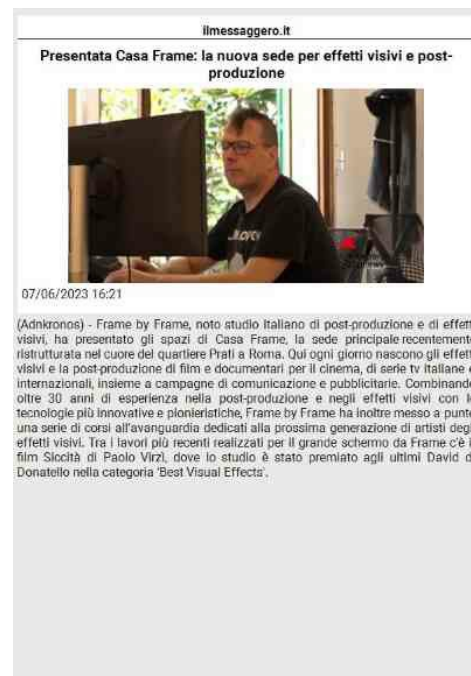 ilmessaggero.it
Presentata Casa Frame: la nuova sede per effetti visivi e post-
produzione
07/06/2023 16:21
(Adnkronos) - Frame by Frame, noto studio italiano di post-produzione e di effett
visivi, ha presentato gli spazi di Casa Frame, la sede principale recentemente
ristrutturata nel cuore del quartiere Prati a Roma. Qui ogni giorno nascono gli effett
visivi e la post-produzione di film e documentari per il cinema, di serie tv italiane e
internazionali, insieme a campagne di comunicazione e pubblicitarie. Combinando
oltre 30 anni di esperienza nella post-produzione e negli effetti visivi con l
tecnologie più innovative e pionieristiche, Frame by Frame ha inoltre messo a punto
una serie di corsi all'avanguardia dedicati alla prossima generazione di artisti degl
effetti visivi. Tra i lavori più recenti realizzati per il grande schermo da Frame c'è i
film Siccità di Paolo Virzì, dove lo studio è stato premiato agli ultimi David d
Donatello nella categoria 'Best Visual Effects'.